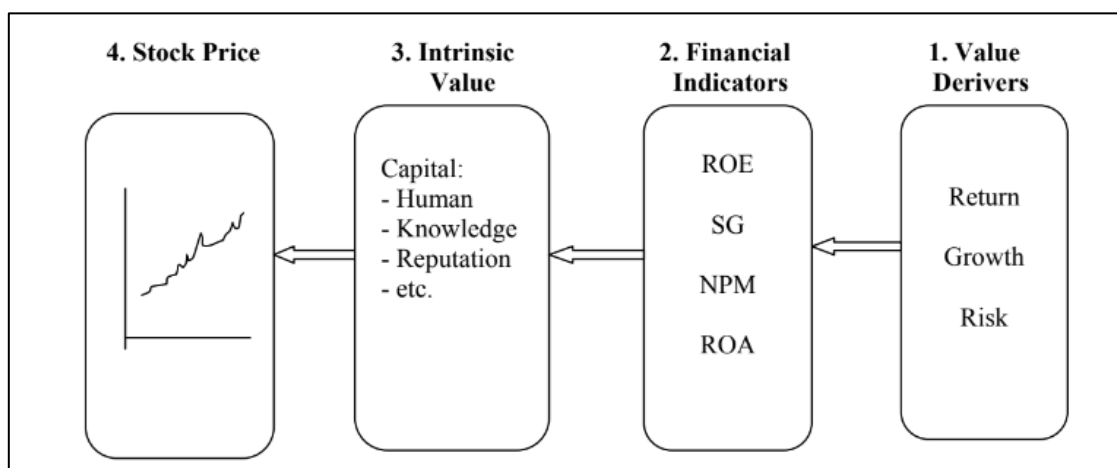 4. Stock Price
3. Intrinsic
Value
2. Financial
Indicators
1. Value
Derivers
Capital:
- Human
- Knowledge
- Reputation
- etc.
ROE
SG
NPM
ROA
Return
Growth
Risk